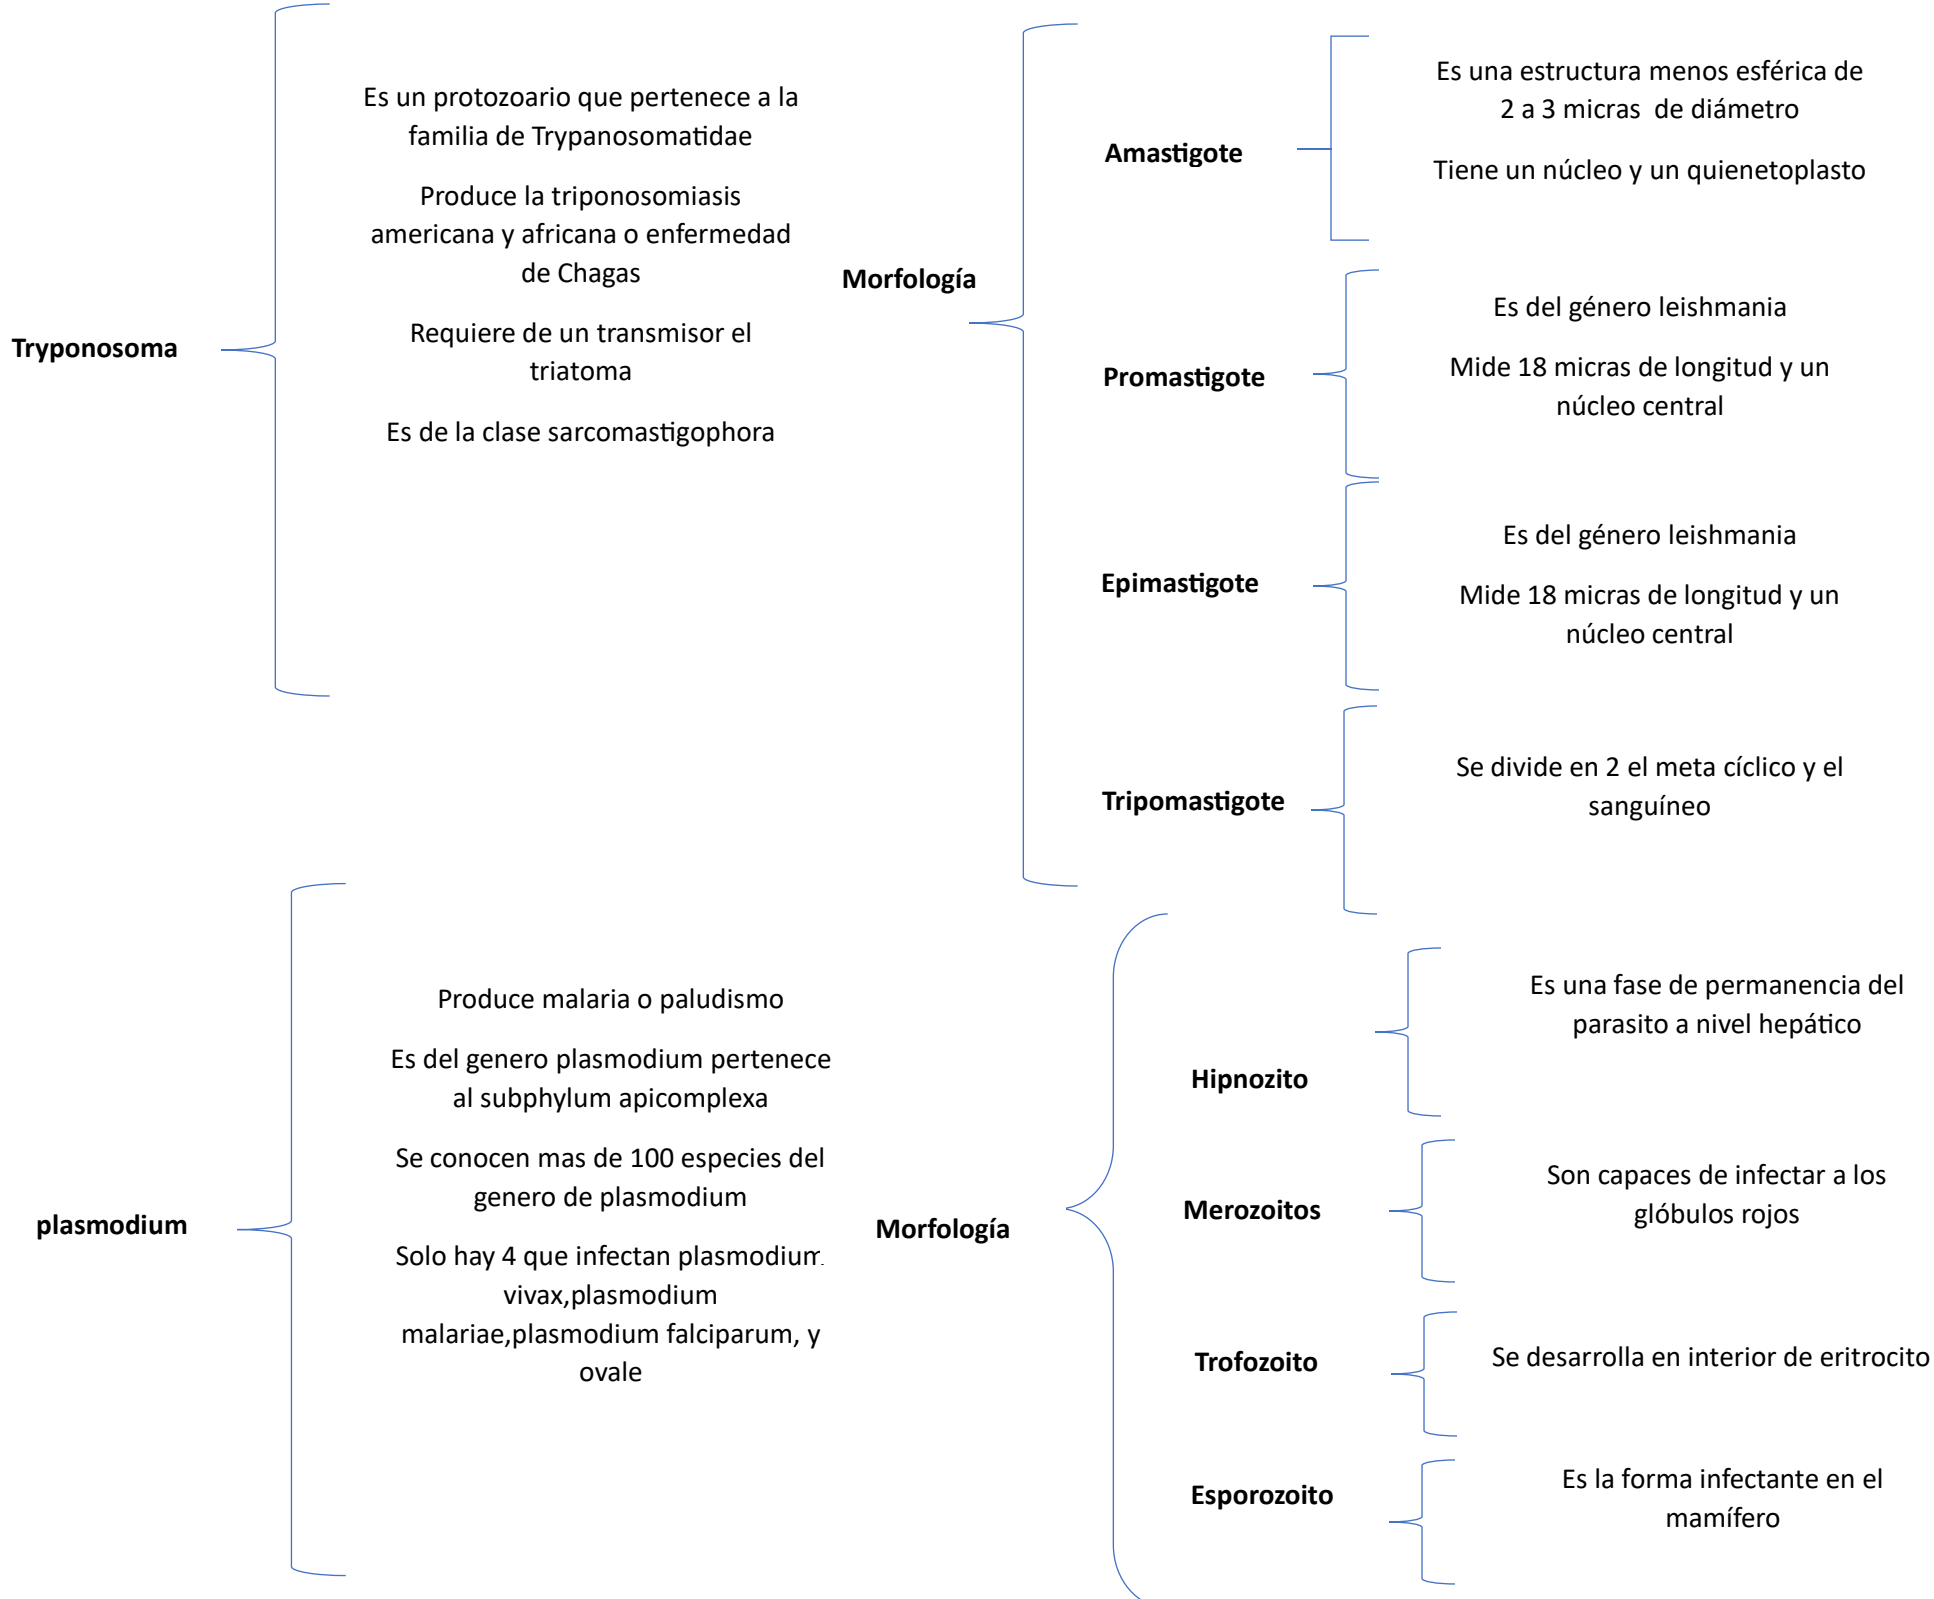 Tryponosoma
Es un protozoario que pertenece a la
familia de Trypanosomatidae
Produce la triponosomiasis
americana y africana o enfermedad
de Chagas
Requiere de un transmisor el
triatoma
Es de la clase sarcomastigophora
Morfología
Amastigote
Es una estructura menos esférica de
2 a 3 micras de diámetro
Tiene un núcleo y un quienetoplasto
Promastigote
Es del género leishmania
Mide 18 micras de longitud y un
núcleo central
Epimastigote
Es del género leishmania
Mide 18 micras de longitud y un
núcleo central
Tripomastigote
Se divide en 2 el meta cíclico y el
sanguíneo
plasmodium
Produce malaria o paludismo
Es del genero plasmodium pertenece
al subphylum apicomplexa
Se conocen mas de 100 especies del
genero de plasmodium
Solo hay 4 que infectan plasmodium
vivax,plasmodium
malariae,plasmodium falciparum, y
ovale
Morfología
Hipnozito
Es una fase de permanencia del
parasito a nivel hepático
Merozoitos
Son capaces de infectar a los
glóbulos rojos
Trofozoito
Se desarrolla en interior de eritrocito
Esporozoito
Es la forma infectante en el
mamífero